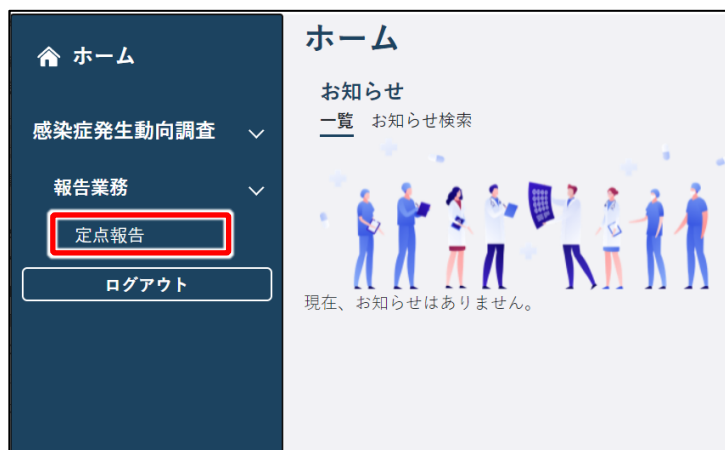 ホーム
感染症発生動向調査
報告業務
定点報告
ログアウト
ホーム
お知らせ
一覧 お知らせ検索
現在、お知らせはありません。